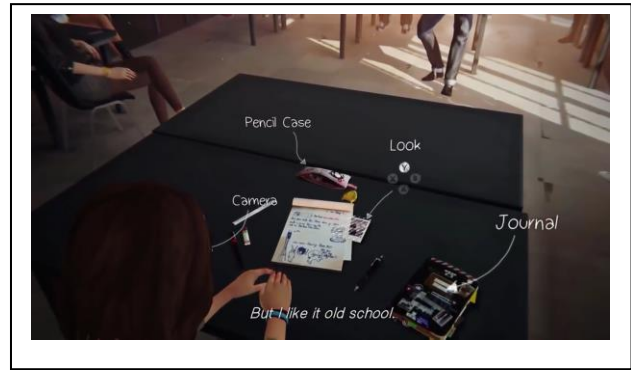 Pencil Case
Look
Y
X B
A
Camera
Journal
But I like it old school.